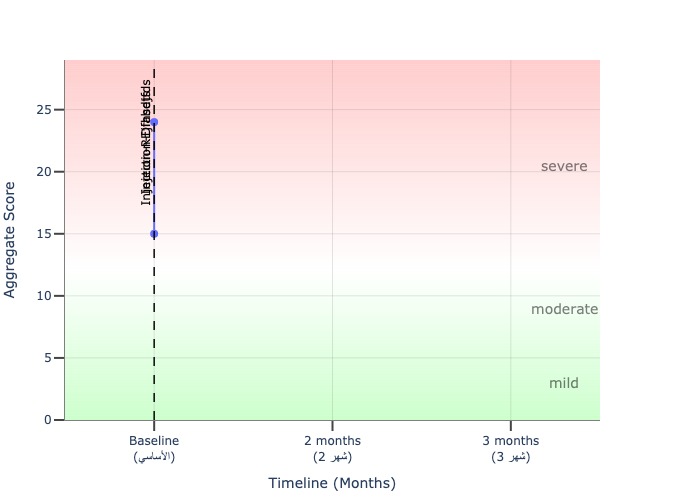 25
20
15
10
5
0
Aggregate Score
severe
moderate
mild
Baseline
(الأساسي)
2 months
(2 شهر)
3 months
(3 شهر)
Timeline (Months)